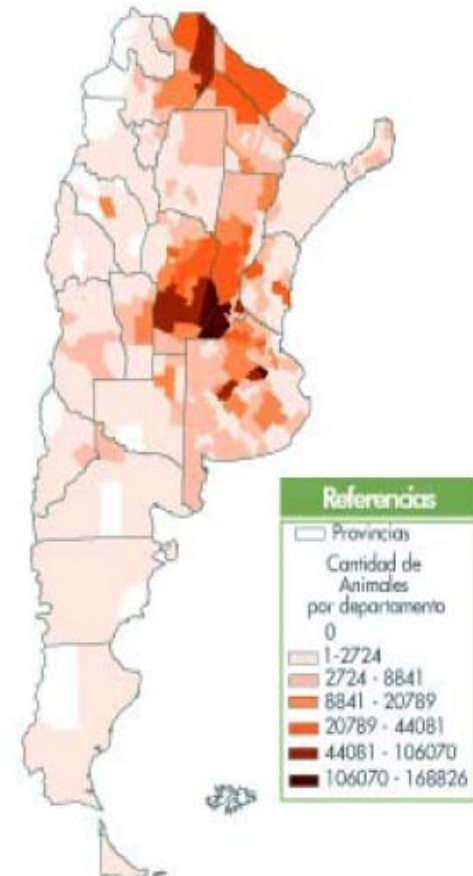 Referencias
Provincias
Cantidad de
Animales
por departamento
0
1-2724
2724 - 8841
8841 - 20789
20789 - 44081
44081 - 106070
106070 - 168826